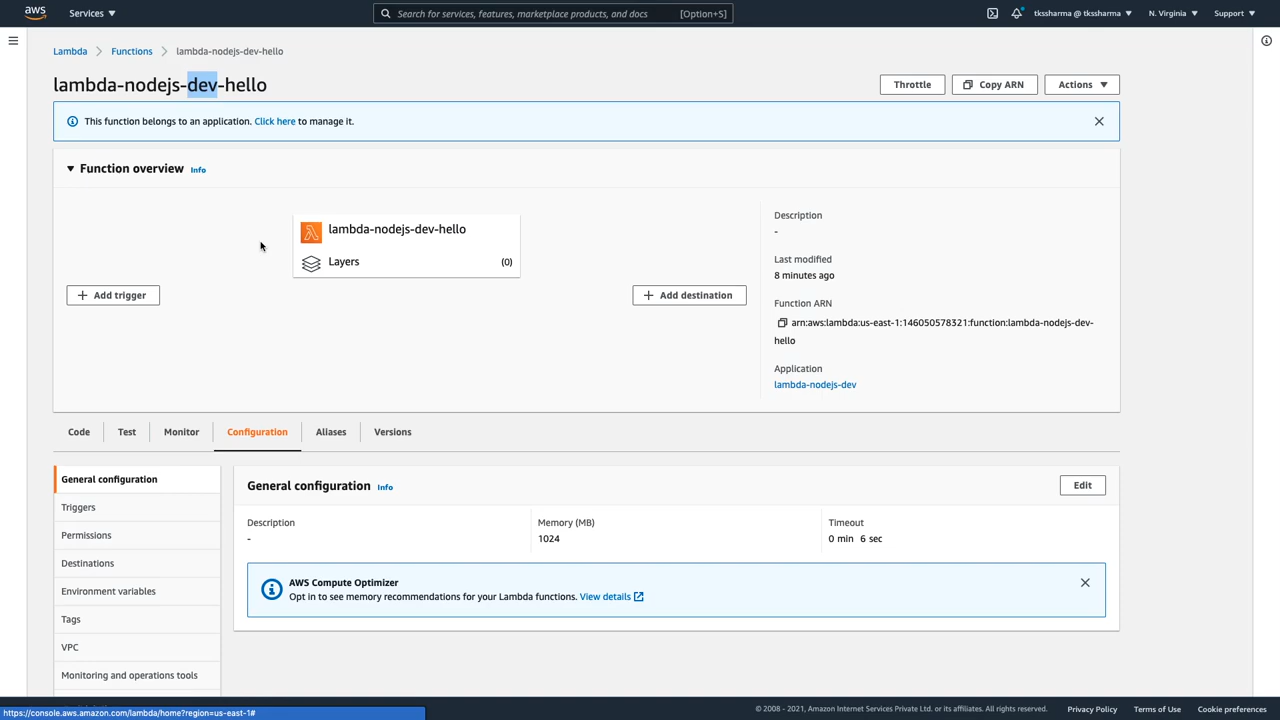 aws
Services
Search for services, features, marketplace products, and docs
[Option+S]
tkssharma @ tkssharma
N. Virginia
Support
Lambda
Functions
lambda-nodejs-dev-hello
lambda-nodejs-dev-hello
Throttle
Copy ARN
Actions
This function belongs to an application. Click here to manage it.
Function overview
Info
lambda-nodejs-dev-hello
Layers
(0)
Add trigger
Add destination
Description
-
Last modified
8 minutes ago
Function ARN
arn:aws:lambda:us-east-1:146050578321:function:lambda-nodejs-dev-
hello
Application
lambda-nodejs-dev
Code
Test
Monitor
Configuration
Aliases
Versions
General configuration
Triggers
Permissions
Destinations
Environment variables
Tags
VPC
Monitoring and operations tools
General configuration
Info
Edit
Description
-
Memory (MB)
1024
Timeout
0 min 6 sec
AWS Compute Optimizer
Opt in to see memory recommendations for your Lambda functions. View details
https://console.aws.amazon.com/lambda/home?region=us-east-1#
© 2008 - 2021, Amazon Internet Services Private Ltd. or its affiliates. All rights reserved.
Privacy Policy
Terms of Use
Cookie preferences